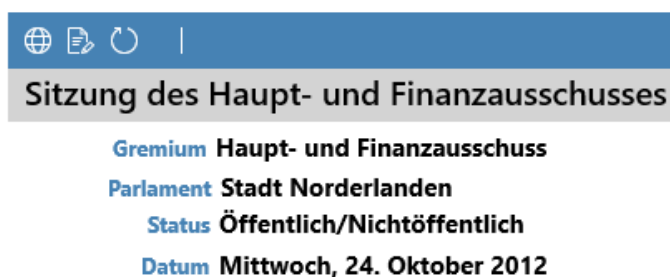 Sitzung des Haupt- und Finanzausschusses
Gremium Haupt- und Finanzausschuss
Parlament Stadt Norderlanden
Status Öffentlich/Nichtöffentlich
Datum Mittwoch, 24. Oktober 2012